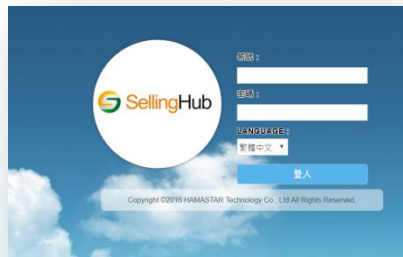 帳號：
密碼：
SellingHub
LANGUAGE：
繁體中文
登入
Copyright ©2016 HAMASTAR Technology Co., Ltd All Rights Reserved.